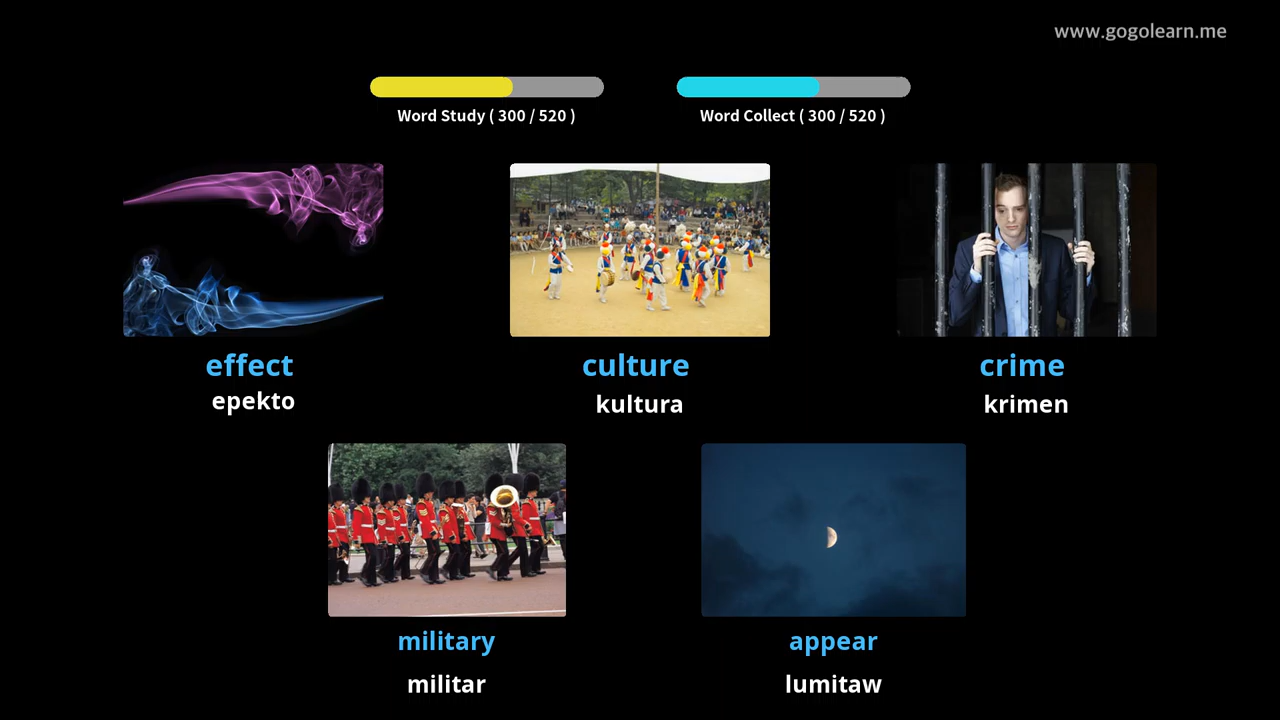 www.gogolearn.me
Word Study ( 300 / 520 )
Word Collect ( 300 / 520 )
effect
epekto
culture
kultura
crime
krimen
military
militar
appear
lumitaw